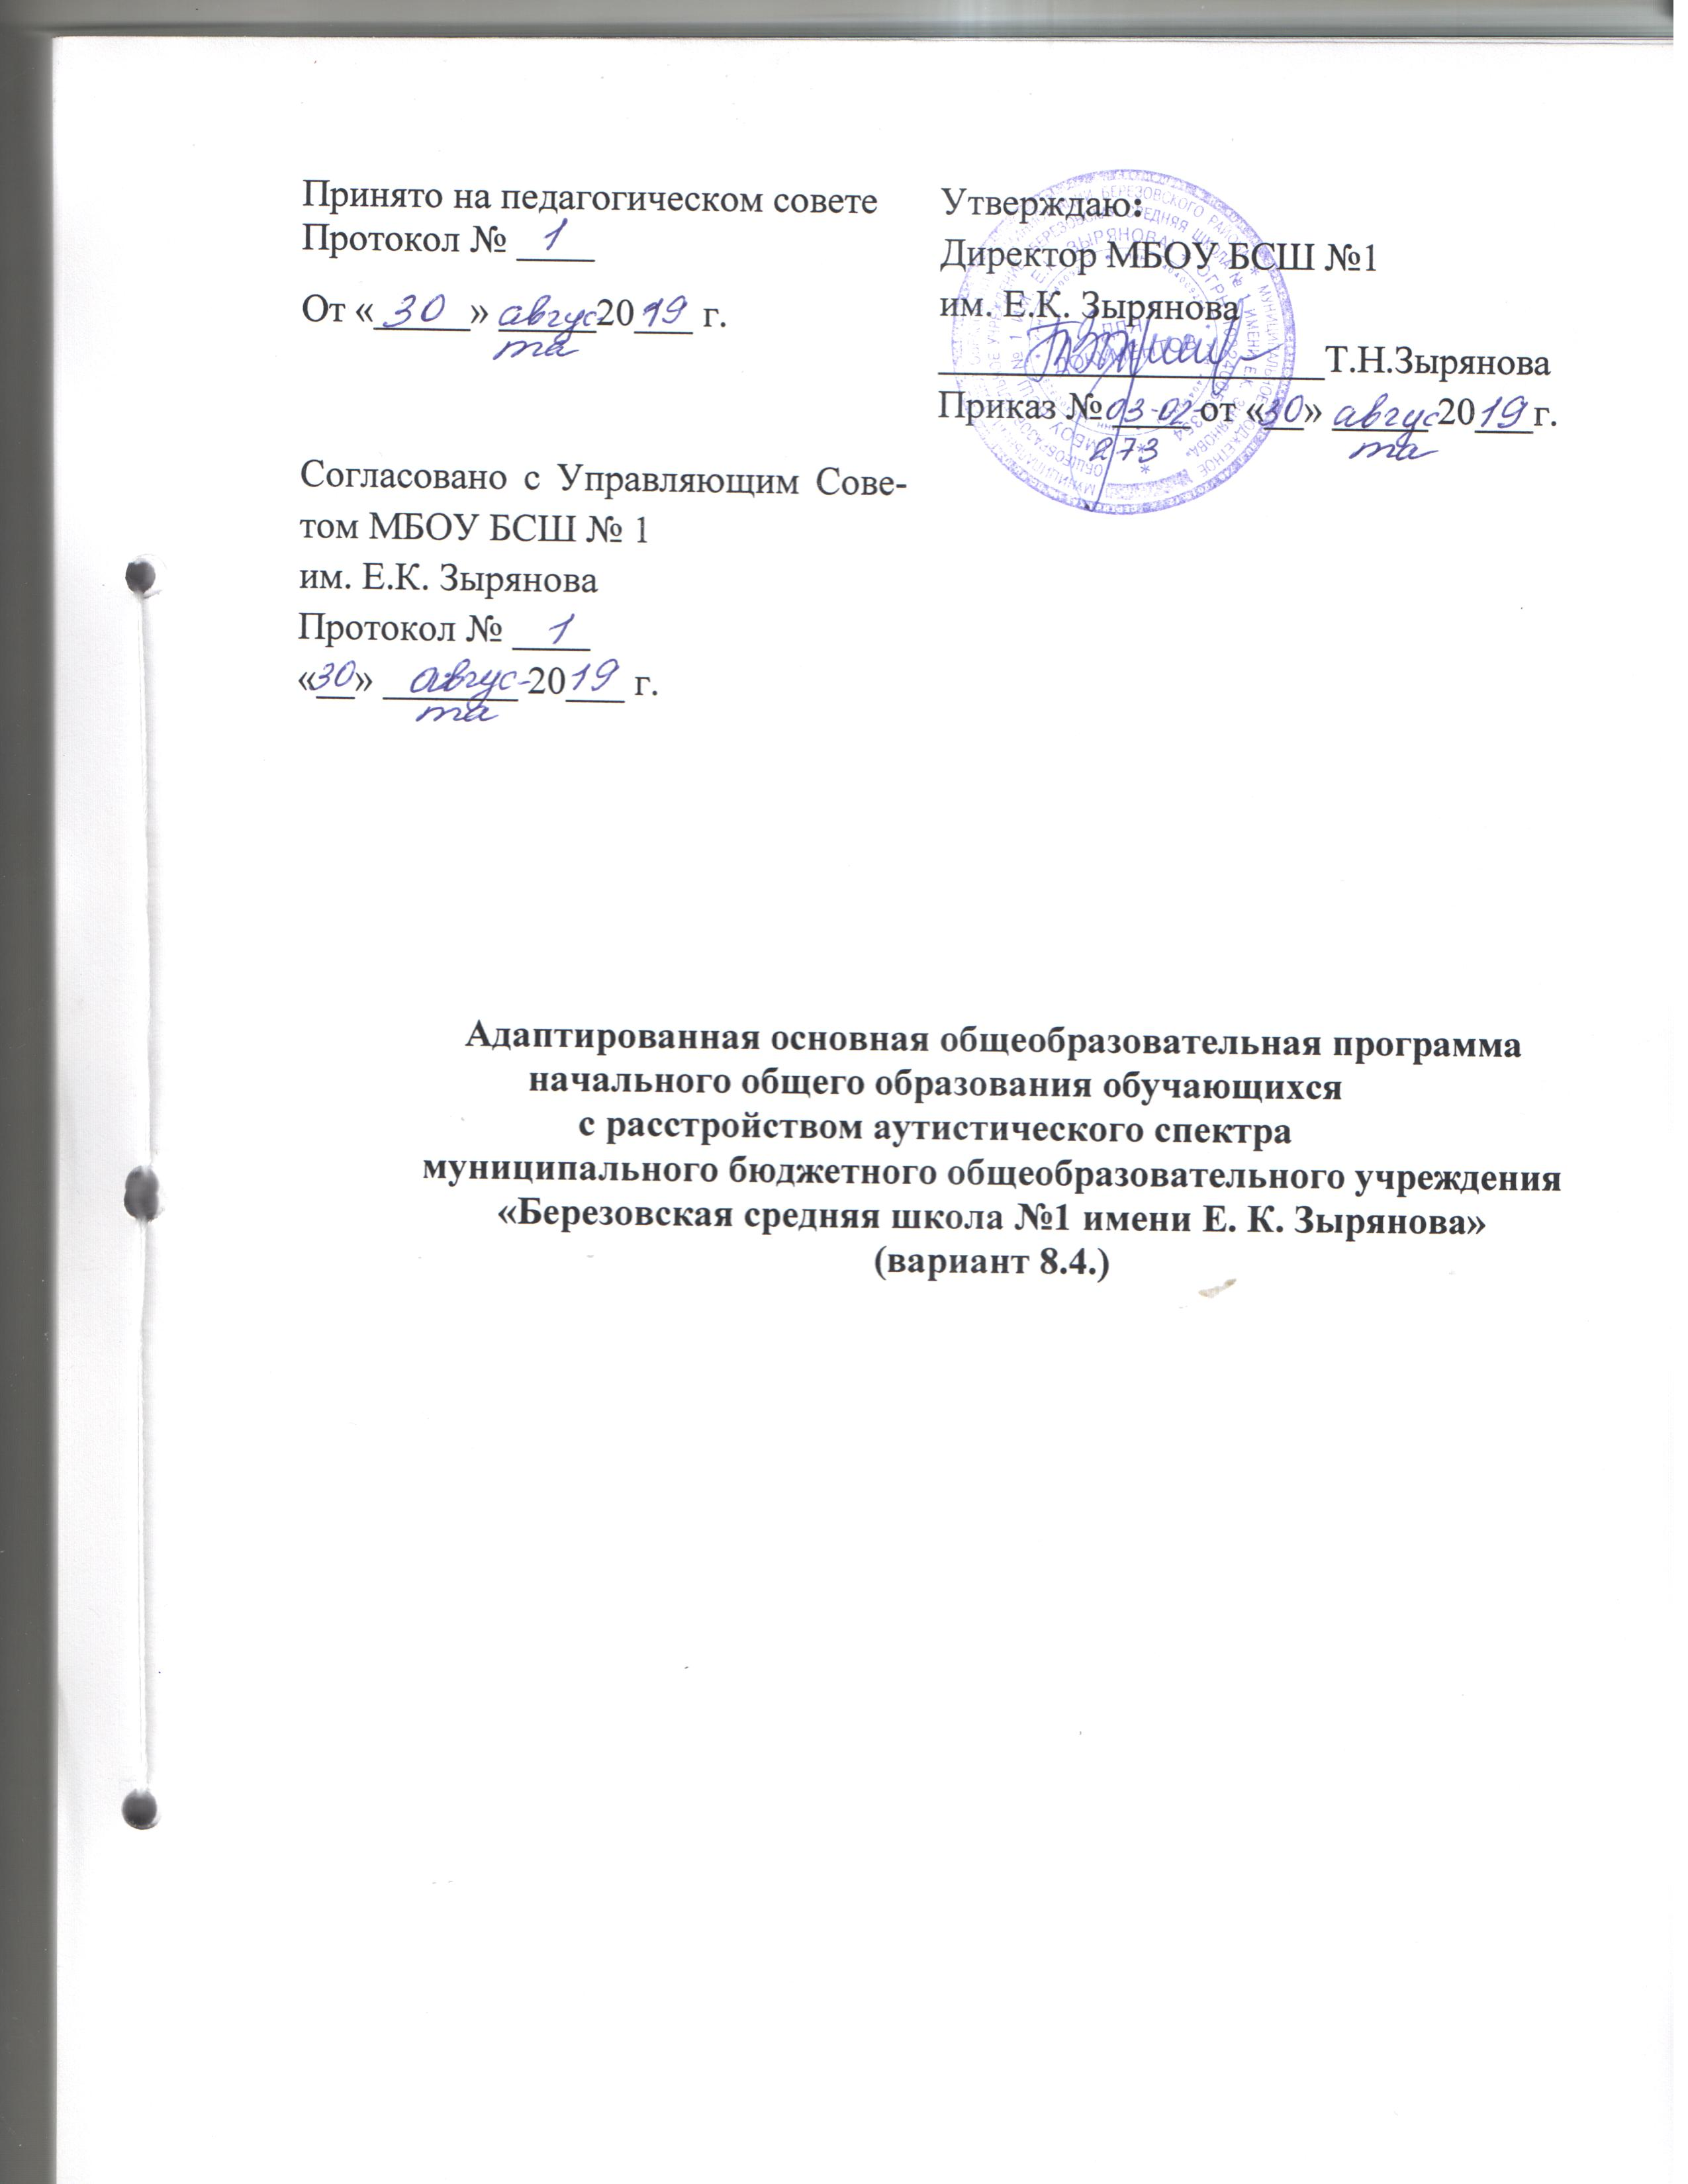 Принято на педагогическом совете
Протокол № 1
От «30» августа 2019 г.
Утверждаю:
Директор МБОУ БСШ №1
им. Е.К. Зырянова
Т.Н.Зырянова
Приказ №03-02-273 от «30» августа 2019 г.
Согласовано с Управляющим Сове-
том МБОУ БСШ № 1
им. Е.К. Зырянова
Протокол № 1
«30» августа 2019 г.
Адаптированная основная общеобразовательная программа
начального общего образования обучающихся
с расстройством аутистического спектра
муниципального бюджетного общеобразовательного учреждения
«Березовская средняя школа №1 имени Е. К. Зырянова»
(вариант 8.4.)